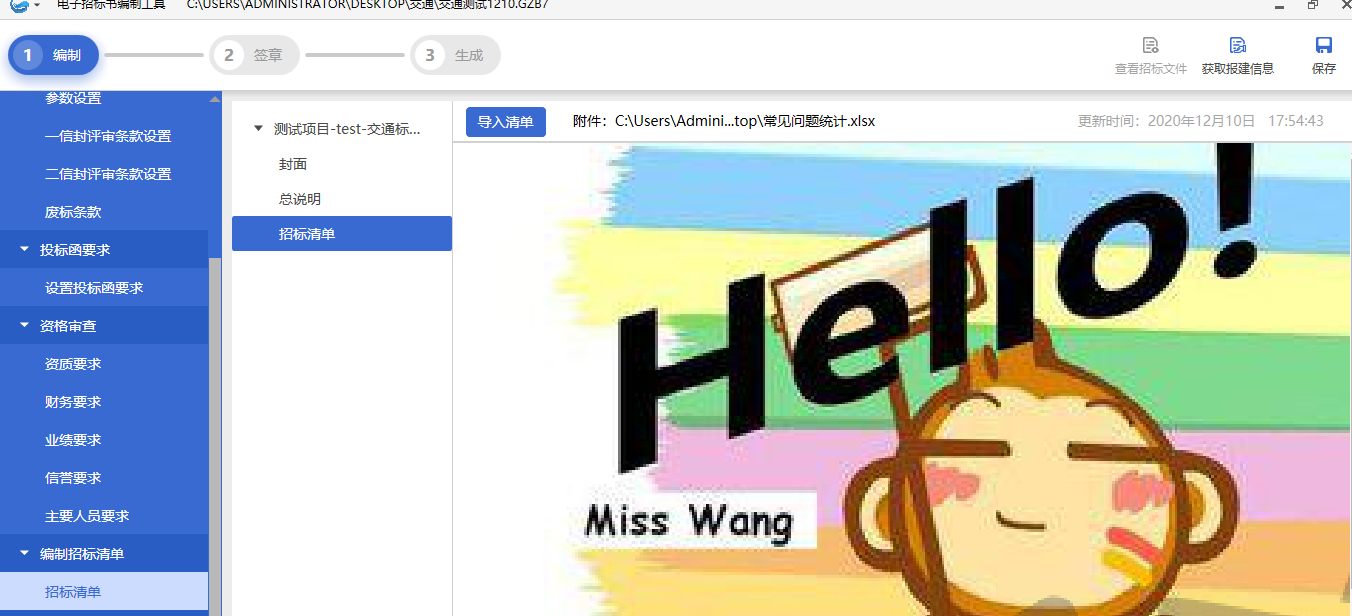 电子招标书编制工具 C:\USERS\ADMINISTRATOR\DESKTOP\交通\交通测试1210.GZB7
1 编制 2 签章 3 生成
查看招标文件 获取报建信息 保存
参数设置
一信封评审条款设置
二信封评审条款设置
废标条款
投标函要求
设置投标函要求
资格审查
资质要求
财务要求
业绩要求
信誉要求
主要人员要求
编制招标清单
招标清单
测试项目-test-交通标...
封面
总说明
招标清单
导入清单 附件：C:\Users\Admini...top\常见问题统计.xlsx 更新时间：2020年12月10日 17:54:43
Hello!
Miss Wang